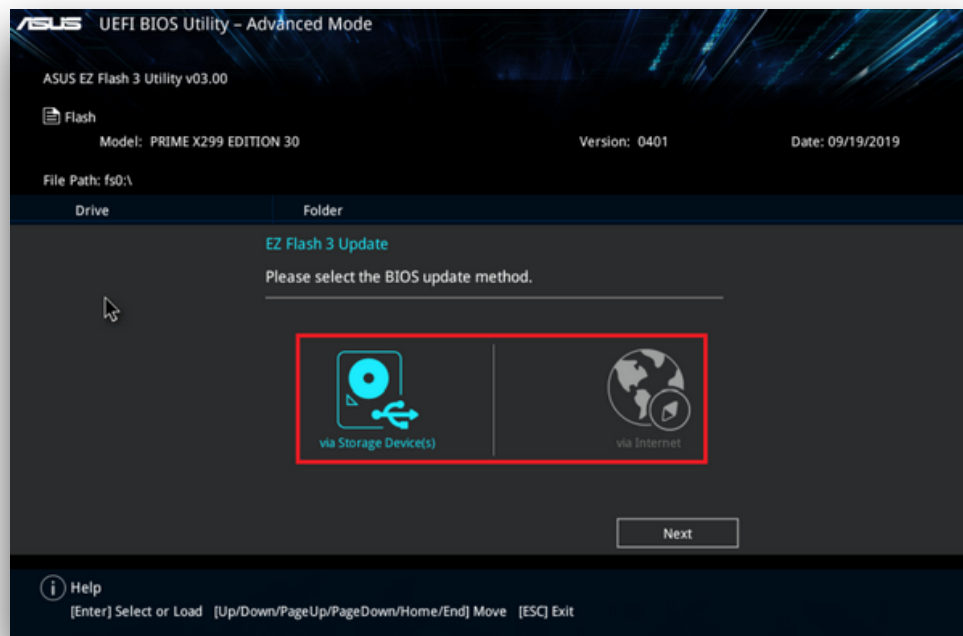 ASUS UEFI BIOS Utility – Advanced Mode
ASUS EZ Flash 3 Utility v03.00
Flash
Model: PRIME X299 EDITION 30 Version: 0401 Date: 09/19/2019
File Path: fs0:\
Drive Folder
EZ Flash 3 Update
Please select the BIOS update method.
via Storage Device(s) via Internet
Next
Help
[Enter] Select or Load [Up/Down/PageUp/PageDown/Home/End] Move [ESC] Exit